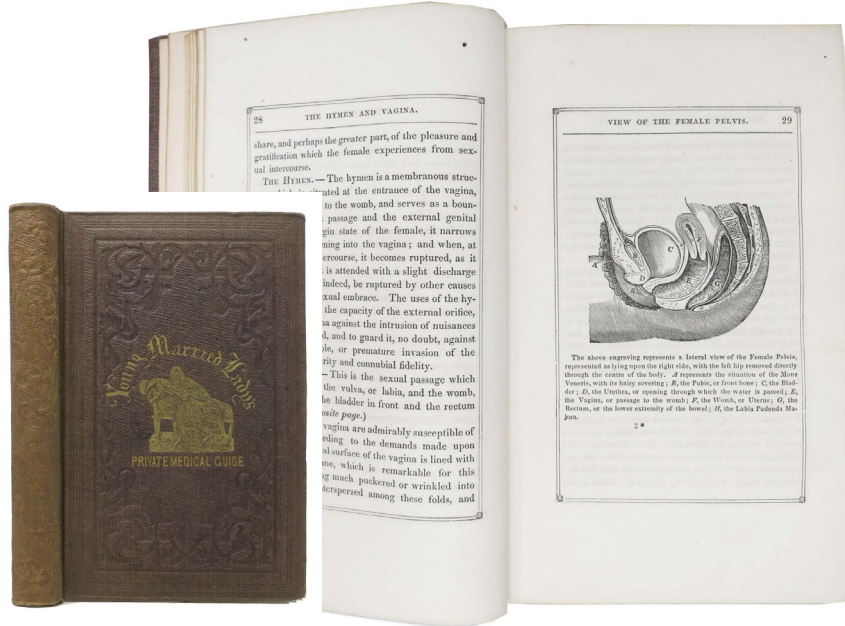 28 THE HYMEN AND VAGINA.
share, and perhaps the greater part, of the pleasure and
gratification which the female experiences from sex-
ual intercourse.
THE HYMEN.—The hymen is a membranous struc-
situated at the entrance of the vagina,
to the womb, and serves as a boun-
passage and the external genital
gin state of the female, it narrows
ning into the vagina; and when, at
ercourse, it becomes ruptured, as it
t is attended with a slight discharge
indeed, be ruptured by other causes
exual embrace. The uses of the hy-
the capacity of the external orifice,
na against the intrusion of nuisances
d, and to guard it, no doubt, against
ble, or premature invasion of the
rity and connubial fidelity.
—This is the sexual passage which
the vulva, or labia, and the womb,
he bladder in front and the rectum
osite page.)
vagina are admirably susceptible of
ording to the demands upon
al surface of the vagina is lined with
ane, which is remarkable for this
ng much puckered or wrinkled into
terspersed among these folds, and
VIEW OF THE FEMALE PELVIS. 29
A
B
C
D
E
F
G
H
The above engraving represents a lateral view of the Female Pelvis,
represented as lying upon the right side, with the left hip removed directly
through the centre of the body. A represents the situation of the Mons
Veneris, with its hairy covering; B, the Pubic, or front bone; C, the Blad-
der; D, the Urethra, or opening through which the water is passed; E,
the Vagina, or passage to the womb; F, the Womb, or Uterus; G, the
Rectum, or the lower extremity of the bowel; H, the Labia Pudenda Ma-
jora.
3*
Young Married Lady's
PRIVATE MEDICAL GUIDE